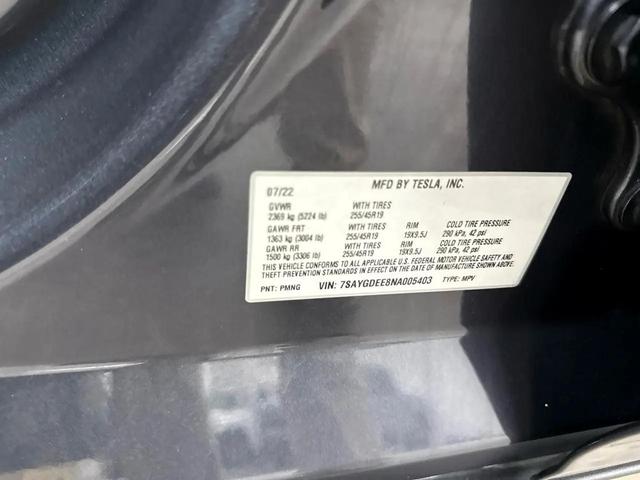 07/22 MFD BY TESLA, INC.
GVWR WITH TIRES
2369 kg (5224 lb) 255/45R19
GAWR FRT WITH TIRES RIM COLD TIRE PRESSURE
1363 kg (3004 lb) 255/45R19 19X9.5J 290 kPa, 42 psi
GAWR RR WITH TIRES RIM COLD TIRE PRESSURE
1500 kg (3306 lb) 255/45R19 19X9.5J 290 kPa, 42 psi
THIS VEHICLE CONFORMS TO ALL APPLICABLE U.S. FEDERAL MOTOR VEHICLE SAFETY AND
THEFT PREVENTION STANDARDS IN EFFECT ON THE DATE OF MANUFACTURE SHOWN ABOVE.
PNT: PMNG VIN: 7SAYGDEE8NA005403 TYPE: MPV